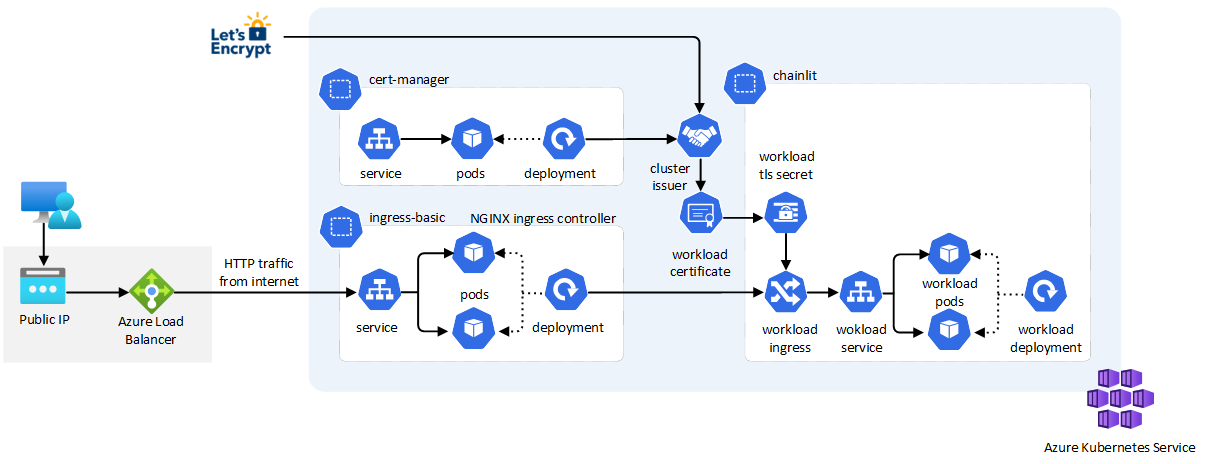 Let's
Encrypt
cert-manager
service
pods
deployment
cluster
issuer
chainlit
workload
tls secret
workload
certificate
ingress-basic
NGINX ingress controller
HTTP traffic
from internet
Public IP
Azure Load
Balancer
service
pods
deployment
workload
ingress
wokload
service
workload
pods
workload
deployment
Azure Kubernetes Service